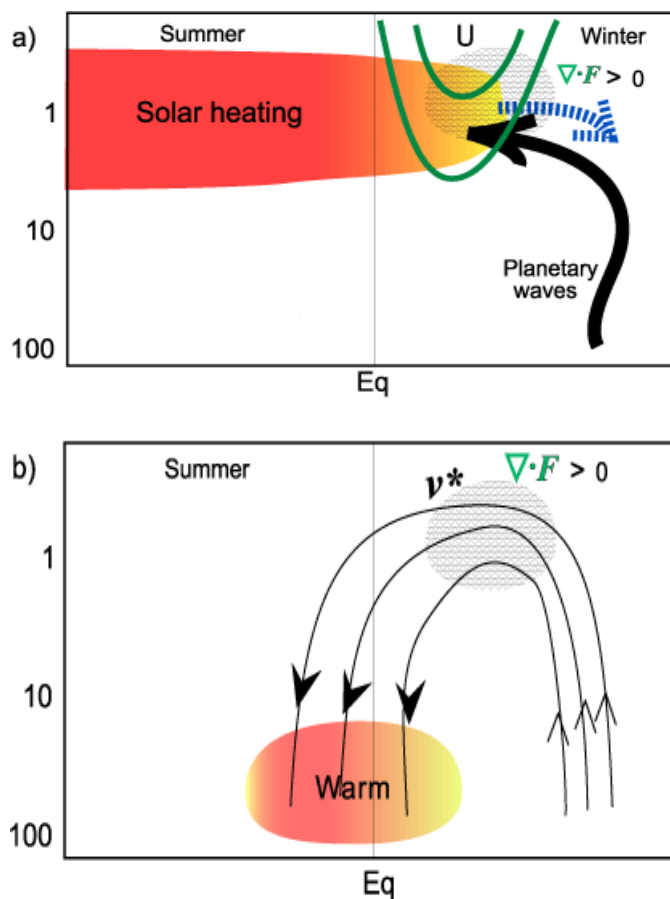 a)
Summer
U
Winter
∇·F > 0
1
Solar heating
10
Planetary
waves
100
Eq
b)
Summer
v*
∇·F > 0
1
10
Warm
100
Eq